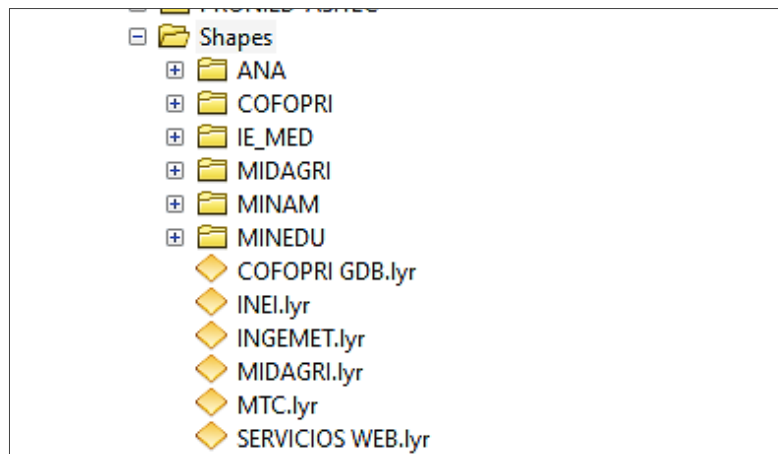 Shapes
ANA
COFOPRI
IE_MED
MIDAGRI
MINAM
MINEDU
COFOPRI GDB.lyr
INEI.lyr
INGEMET.lyr
MIDAGRI.lyr
MTC.lyr
SERVICIOS WEB.lyr